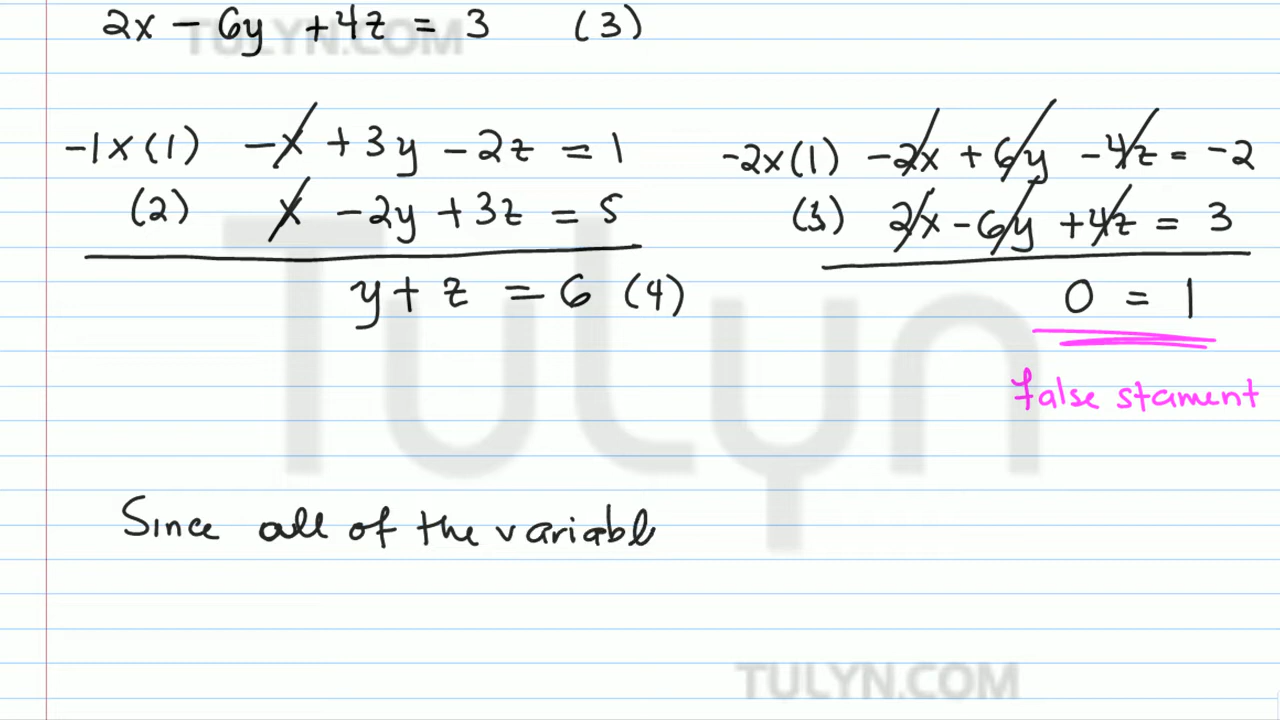 2x - 6y + 4z = 3 (3)
TULYN.COM
-1x(1) -x + 3y - 2z = 1
(2) x - 2y + 3z = 5
y + z = 6 (4)
-2x(1) -2x + 6y - 4z = -2
(3) 2x - 6y + 4z = 3
0 = 1
false stament
TuLyn
Since all of the variabl
TULYN.COM